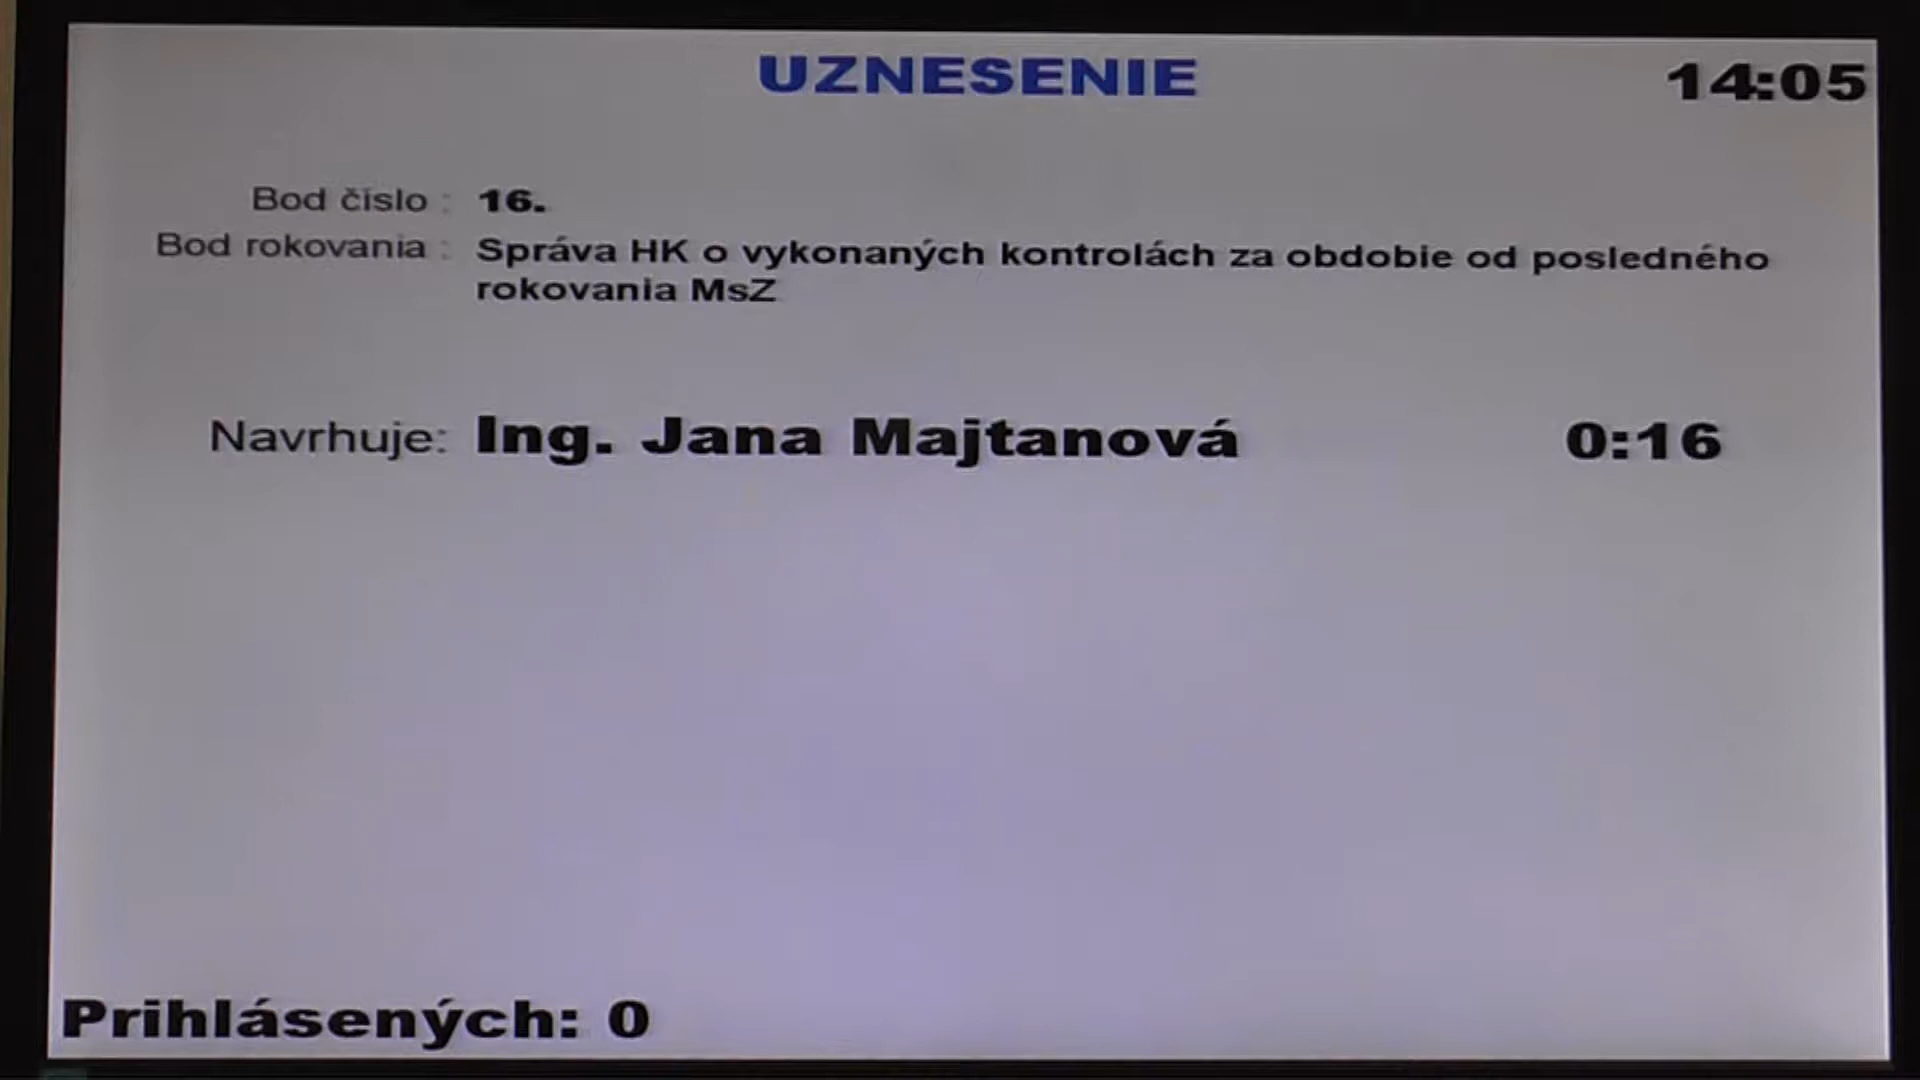 UZNESENIE
14:05
Bod číslo : 16.
Bod rokovania : Správa HK o vykonaných kontrolách za obdobie od posledného
rokovania MsZ
Navrhuje: Ing. Jana Majtanová 0:16
Prihlásených: 0